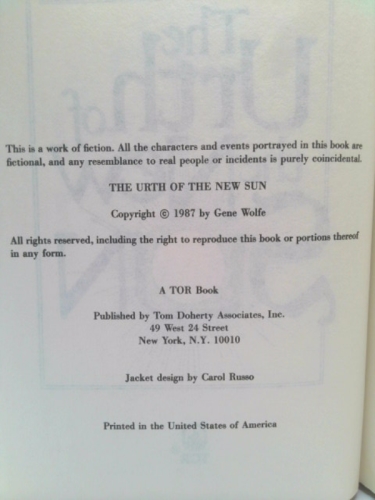 This is a work of fiction. All the characters and events portrayed in this book are
fictional, and any resemblance to real people or incidents is purely coincidental.
THE URTH OF THE NEW SUN
Copyright © 1987 by Gene Wolfe
All rights reserved, including the right to reproduce this book or portions thereof
in any form.
A TOR Book
Published by Tom Doherty Associates, Inc.
49 West 24 Street
New York, N.Y. 10010
Jacket design by Carol Russo
Printed in the United States of America